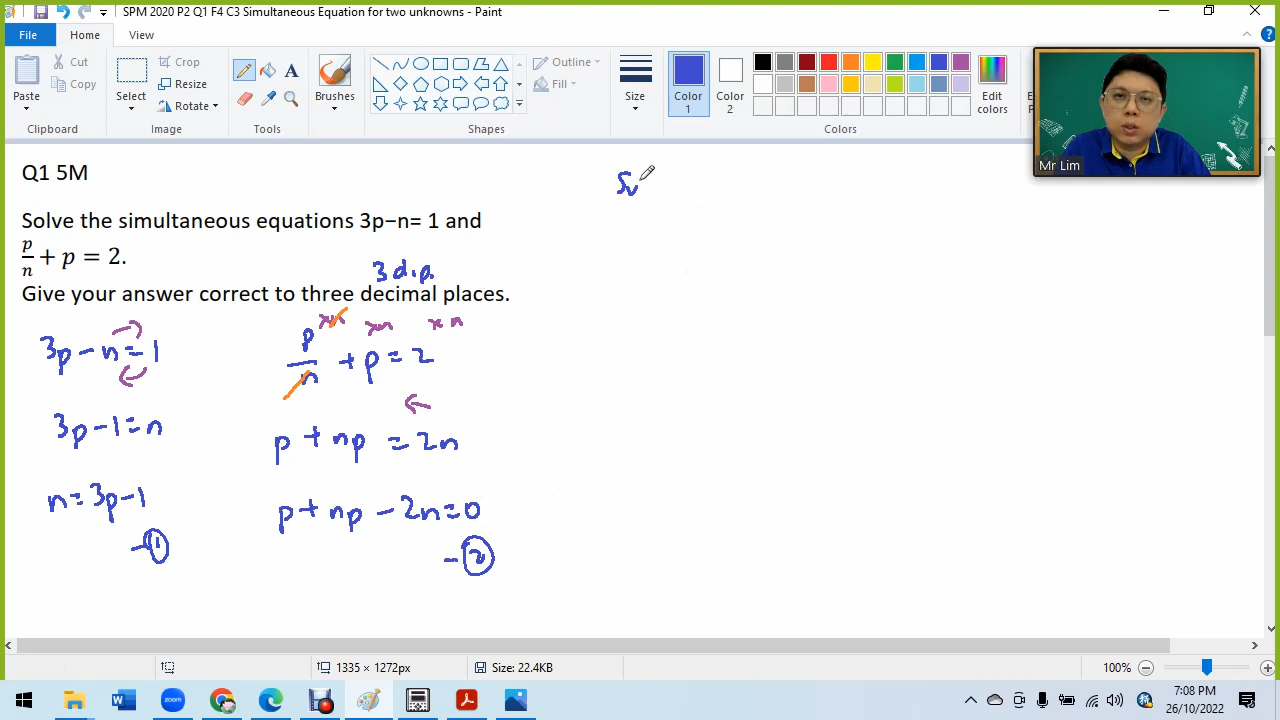 SPM 2020 P2 Q1 F4 C3 Simultaneous Equation for two unknowns - Paint
File Home View
Paste Cut Copy Clipboard
Select Crop Resize Rotate Image
Tools
Brushes
Outline Fill Shapes
Size
Color 1 Color 2 Edit colors Colors
Mr Lim
Q1 5M
Solve the simultaneous equations 3p−n= 1 and
p/n + p = 2.
3 d.p.
Give your answer correct to three decimal places.
×n ×n ×n
3p − n = 1
p/n + p = 2
3p − 1 = n
p + np = 2n
n = 3p − 1
p + np − 2n = 0
− ①
− ②
1335 × 1272px
Size: 22.4KB
100%
W zoom
7:08 PM
26/10/2022